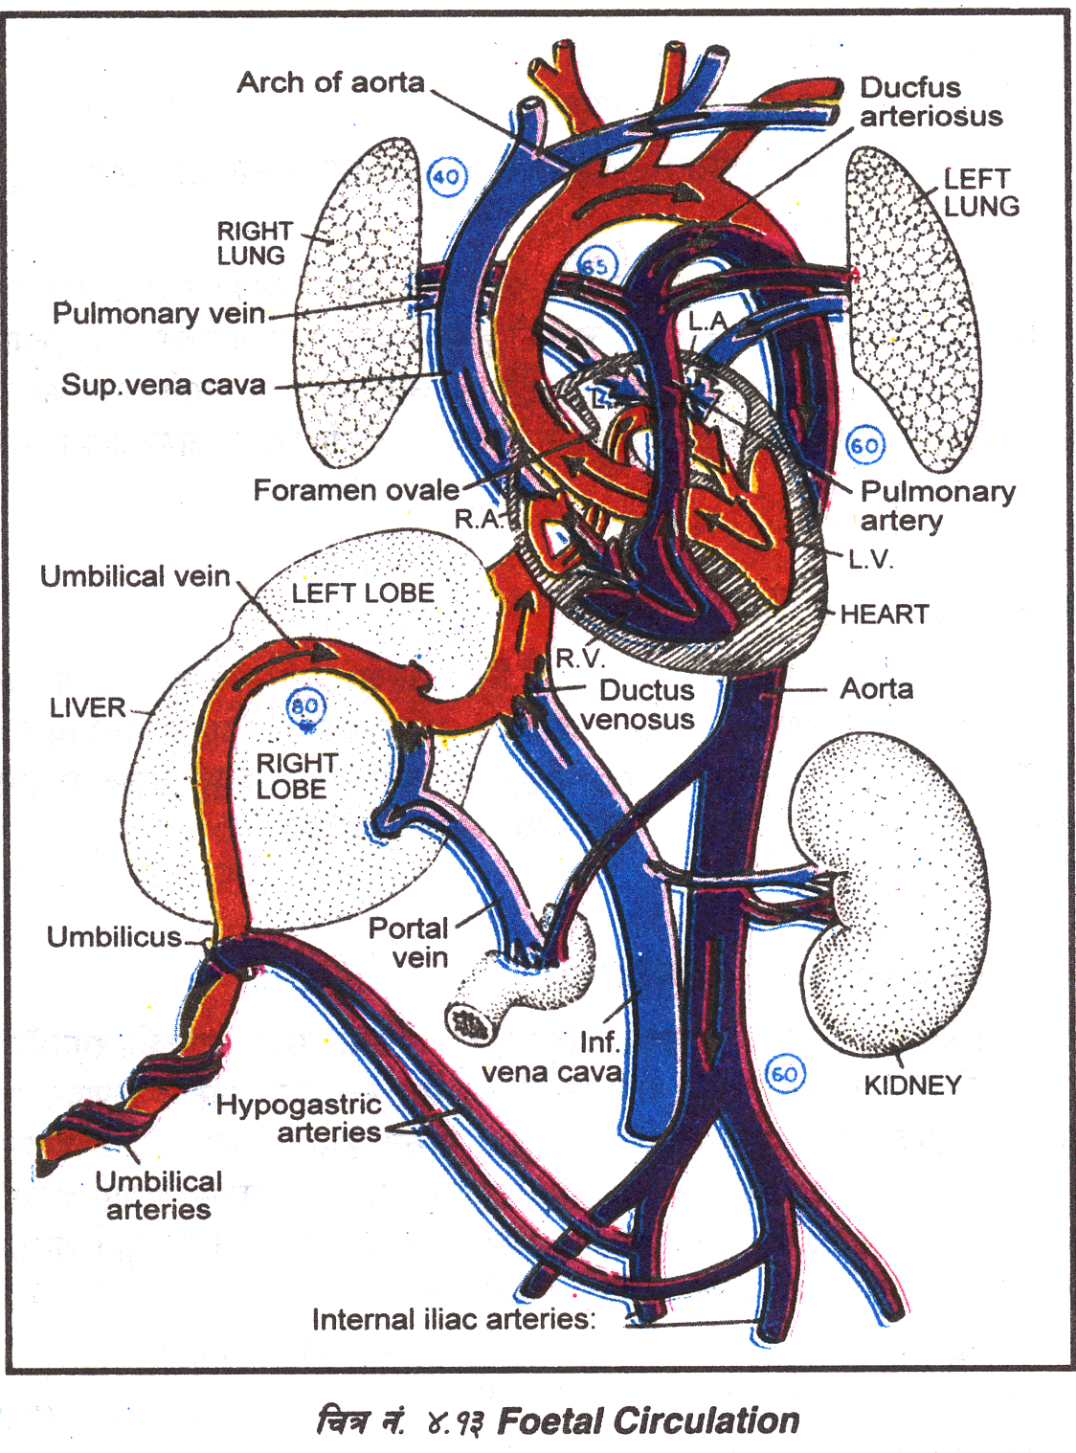 Arch of aorta
Ducfus
arteriosus
40
LEFT
LUNG
RIGHT
LUNG
65
Pulmonary vein
L.A
Sup.vena cava
60
Foramen ovale
Pulmonary
artery
R.A.
L.V.
Umbilical vein
LEFT LOBE
HEART
R.V.
Ductus
venosus
Aorta
LIVER
80
RIGHT
LOBE
Umbilicus
Portal
vein
Inf.
vena cava
60
KIDNEY
Hypogastric
arteries
Umbilical
arteries
Internal iliac arteries:
चित्र नं. ४.१३ Foetal Circulation